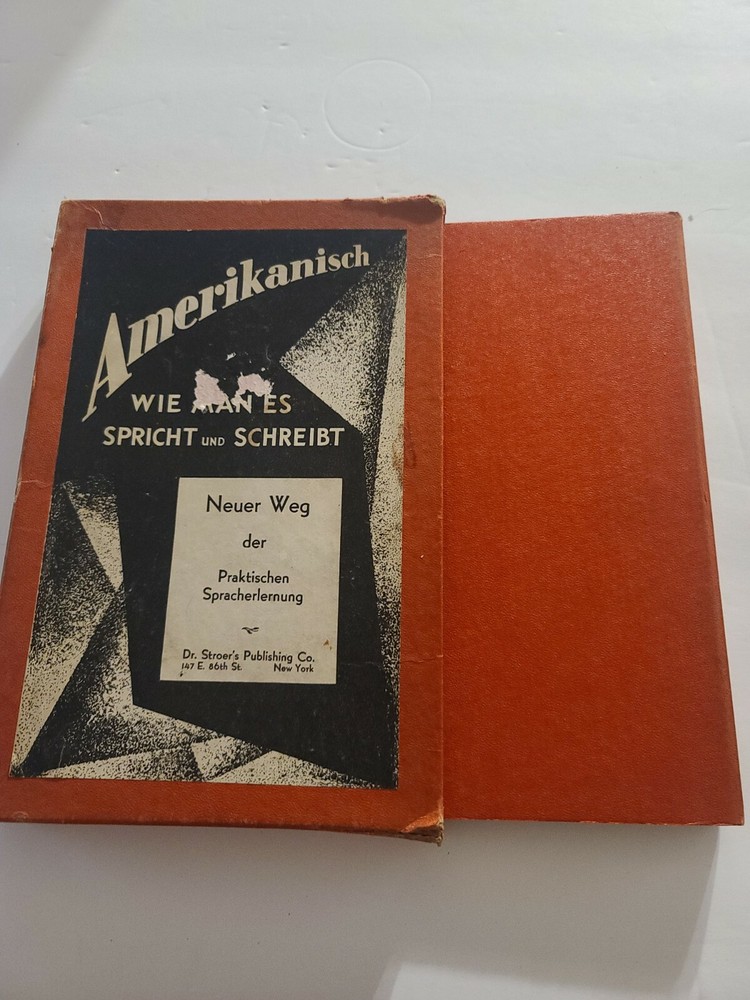 Amerikanisch
WIE MAN ES
SPRICHT UND SCHREIBT
Neuer Weg
der
Praktischen
Spracherlernung
Dr. Stroer's Publishing Co.
147 E. 86th St. New York